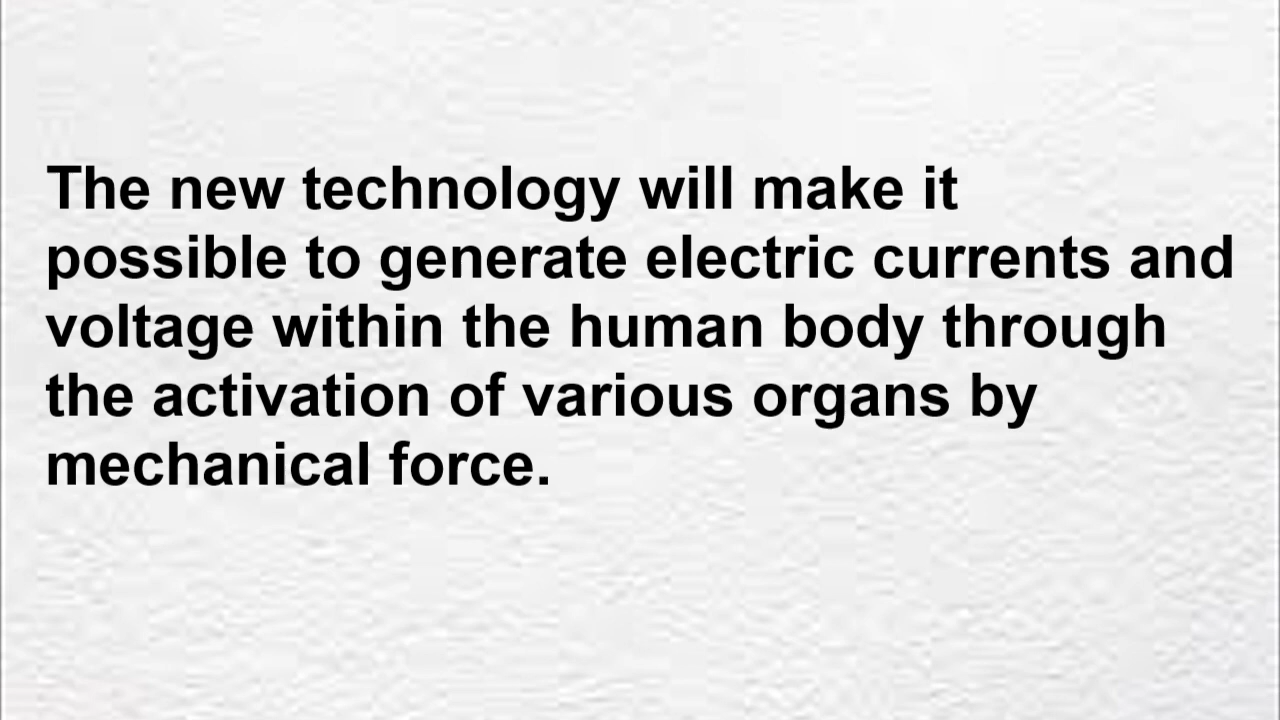 The new technology will make it
possible to generate electric currents and
voltage within the human body through
the activation of various organs by
mechanical force.